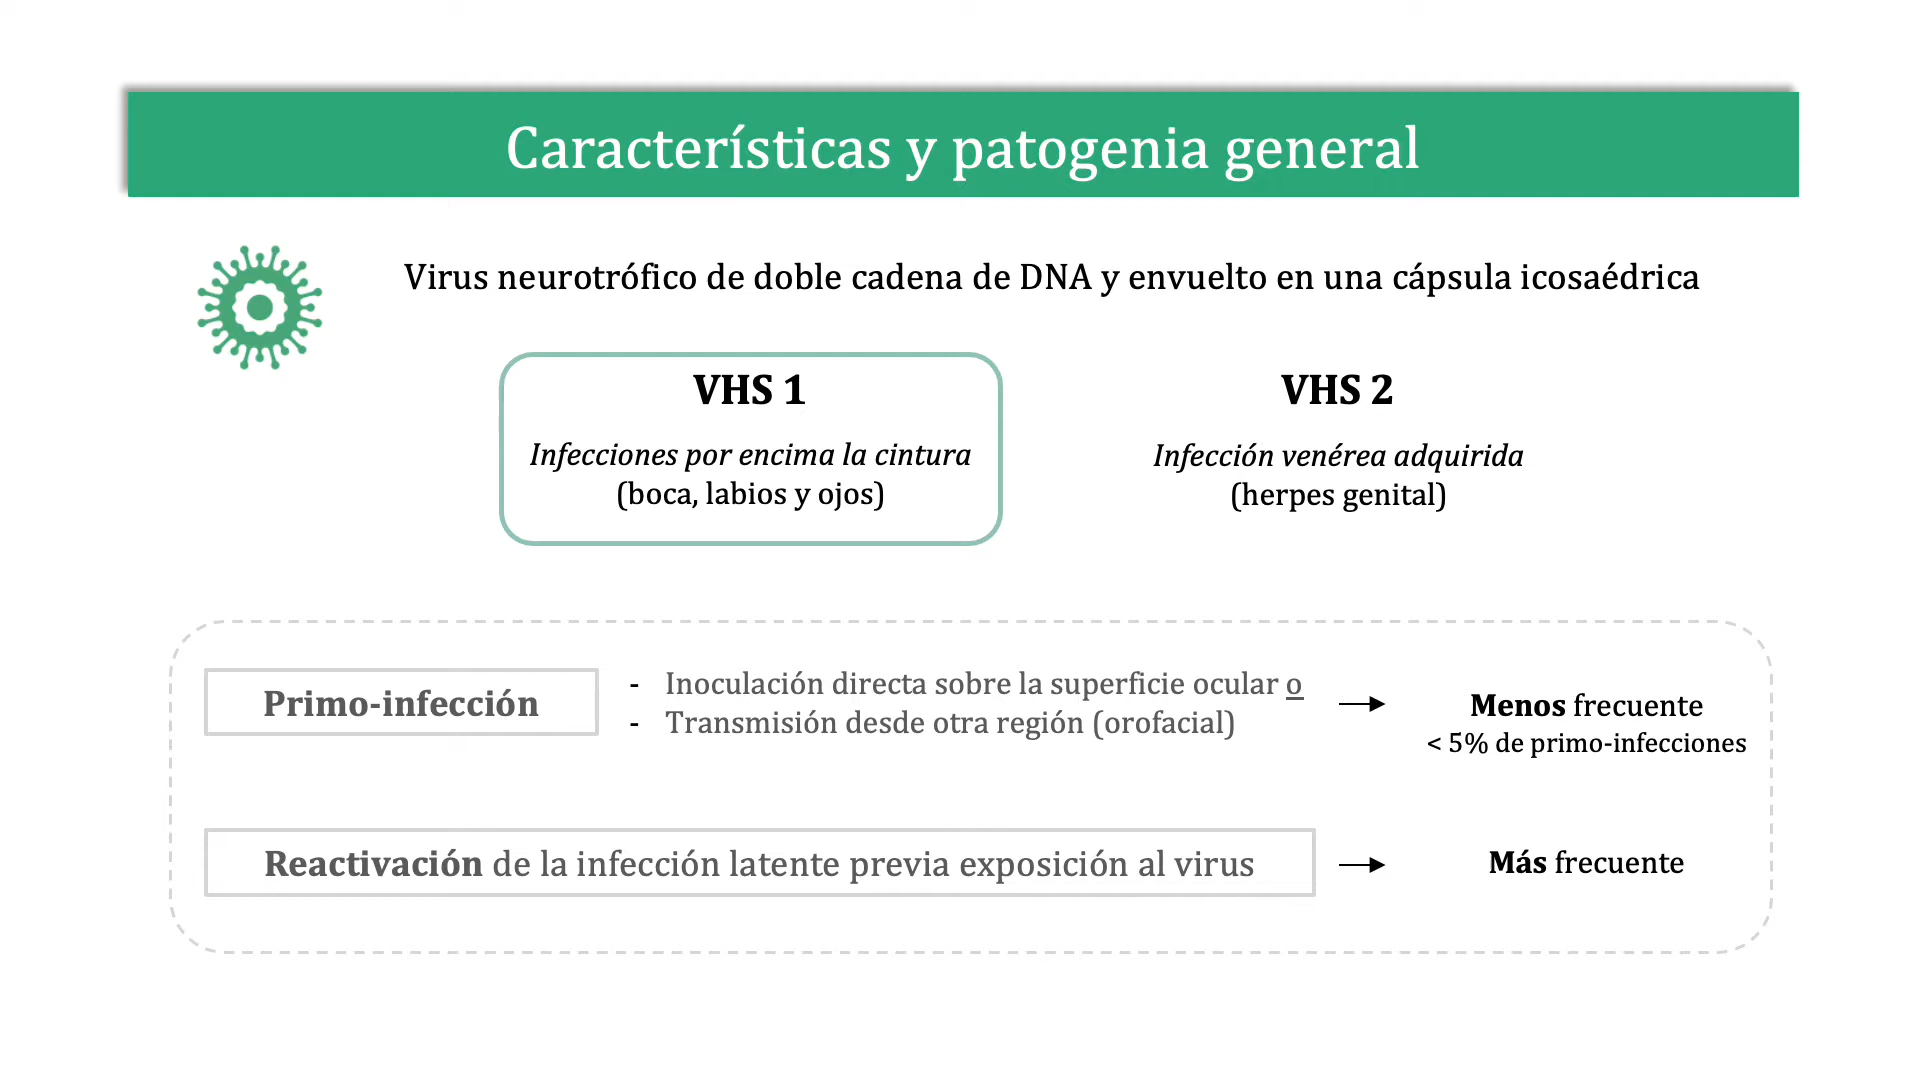 Características y patogenia general
Virus neurotrófico de doble cadena de DNA y envuelto en una cápsula icosaédrica
VHS 1
Infecciones por encima la cintura
(boca, labios y ojos)
VHS 2
Infección venérea adquirida
(herpes genital)
Primo-infección
- Inoculación directa sobre la superficie ocular o
- Transmisión desde otra región (orofacial)
Menos frecuente
< 5% de primo-infecciones
Reactivación de la infección latente previa exposición al virus
Más frecuente